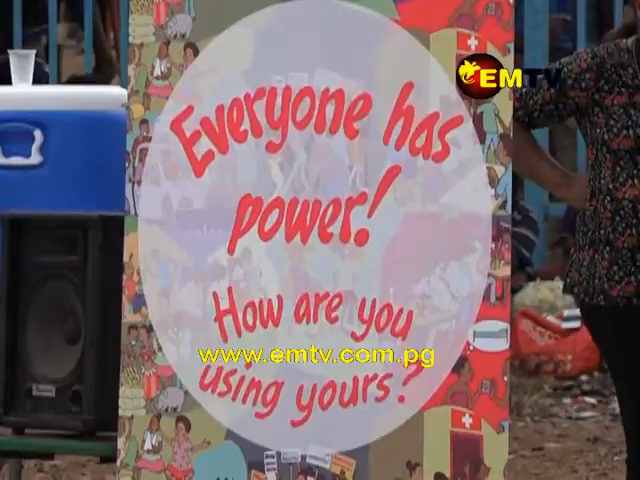 EMTV
Everyone has
power!
How are you
www.emtv.com.pg
using yours?